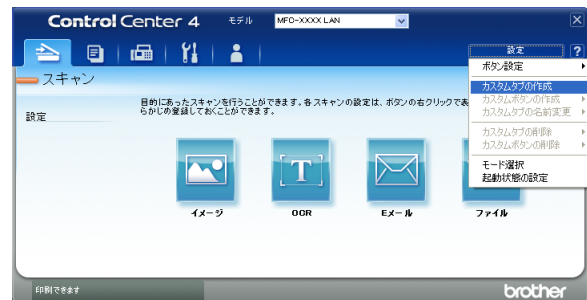 Control Center 4 モデル MFC-XXXX LAN
設定 ?
ボタン設定
カスタムタブの作成
カスタムボタンの作成
カスタムタブの名前変更
カスタムタブの削除
カスタムボタンの削除
モード選択
起動状態の設定
スキャン
設定
目的にあったスキャンを行うことができます。各スキャンの設定は、ボタンの右クリックで表
らかじめ登録しておくことができます。
イメージ OCR Eメール ファイル
印刷できます brother